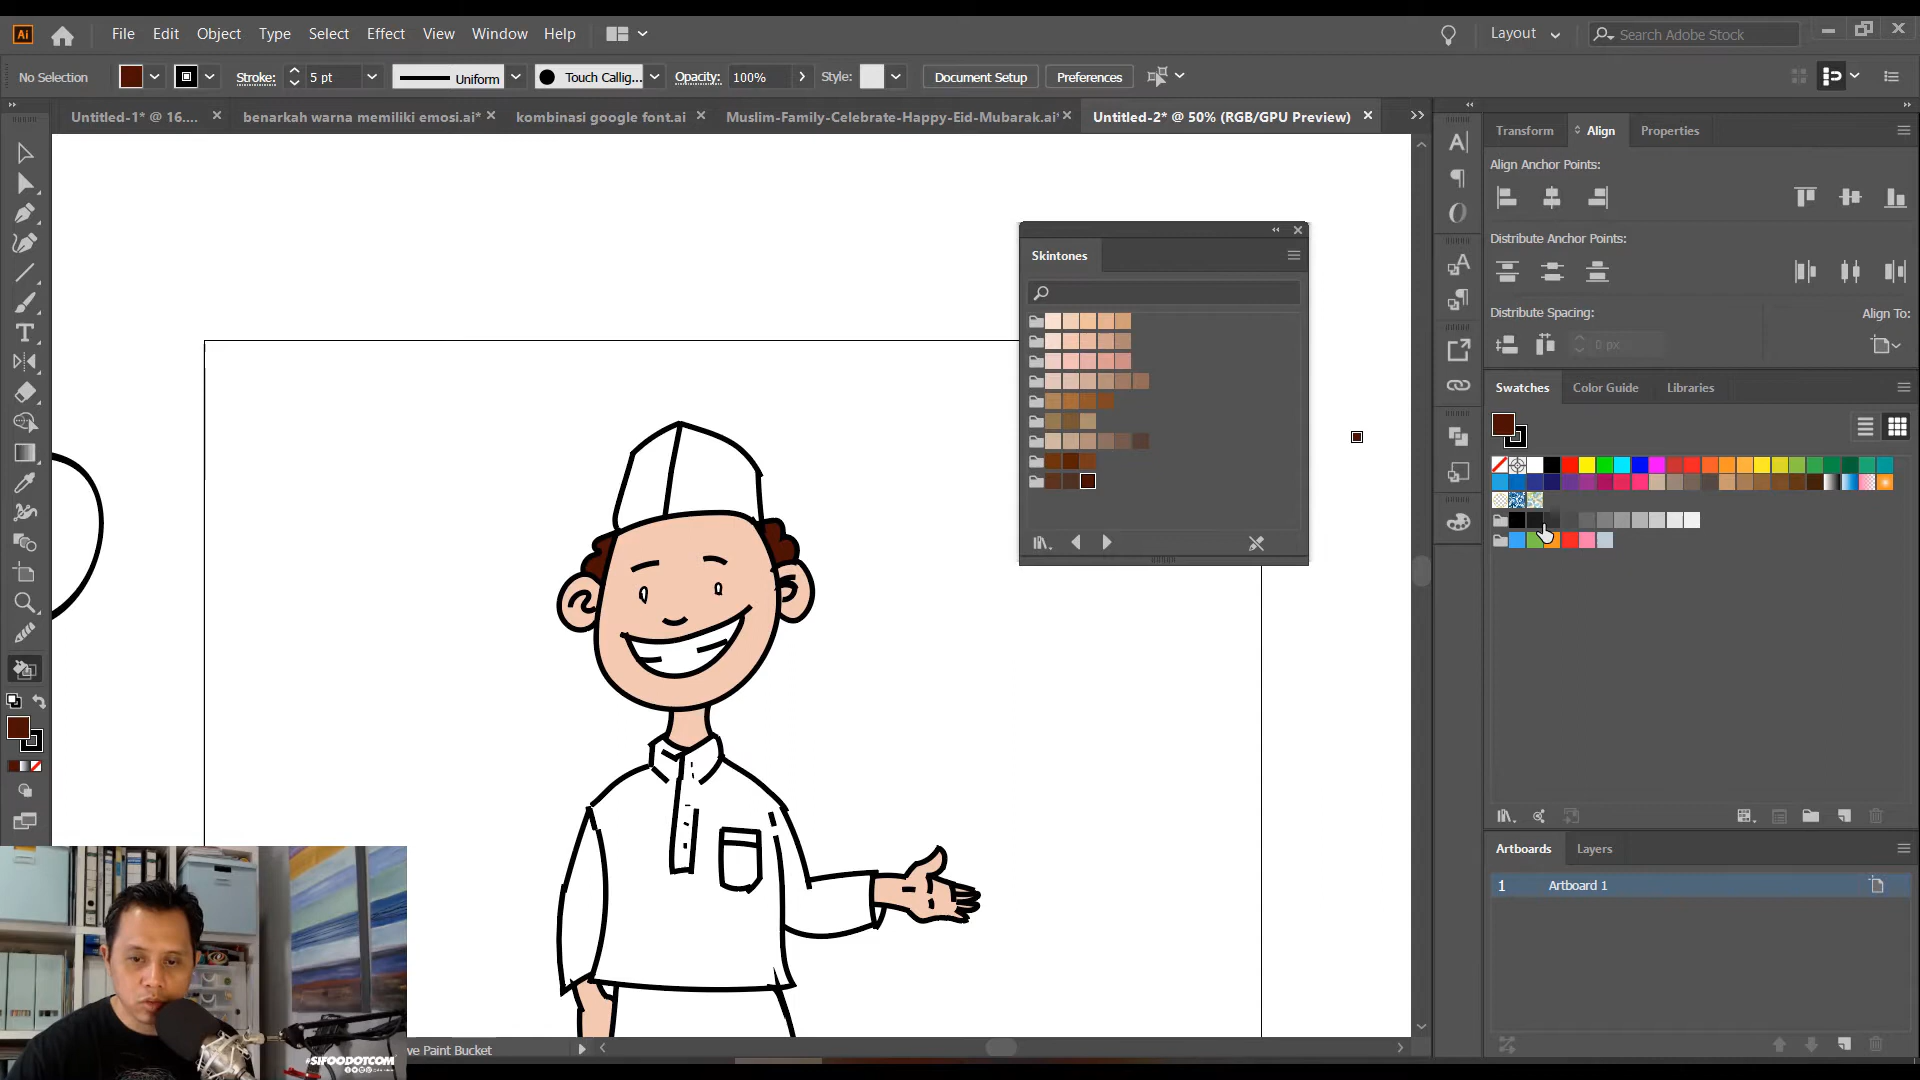 Ai File Edit Object Type Select Effect View Window Help Layout Search Adobe Stock
No Selection Stroke: 5 pt Uniform Touch Callig... Opacity: 100% Style: Document Setup Preferences
Untitled-1* @ 16.... benarkah warna memiliki emosi.ai* kombinasi google font.ai Muslim-Family-Celebrate-Happy-Eid-Mubarak.ai* Untitled-2* @ 50% (RGB/GPU Preview)
Transform Align Properties
Align Anchor Points:
Distribute Anchor Points:
Distribute Spacing: Align To:
0 px
Skintones
Swatches Color Guide Libraries
Artboards Layers
1 Artboard 1
ve Paint Bucket
#SIFOODOTCOM